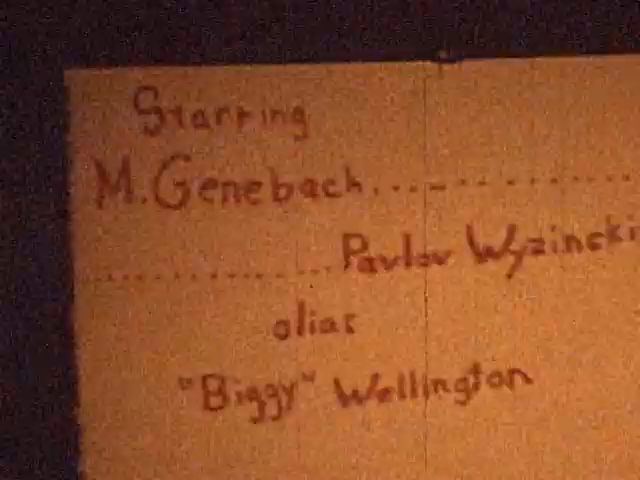 Starring
M. Genebach..............
..............Pavlov Wyzincki
alias
"Biggy" Wellington